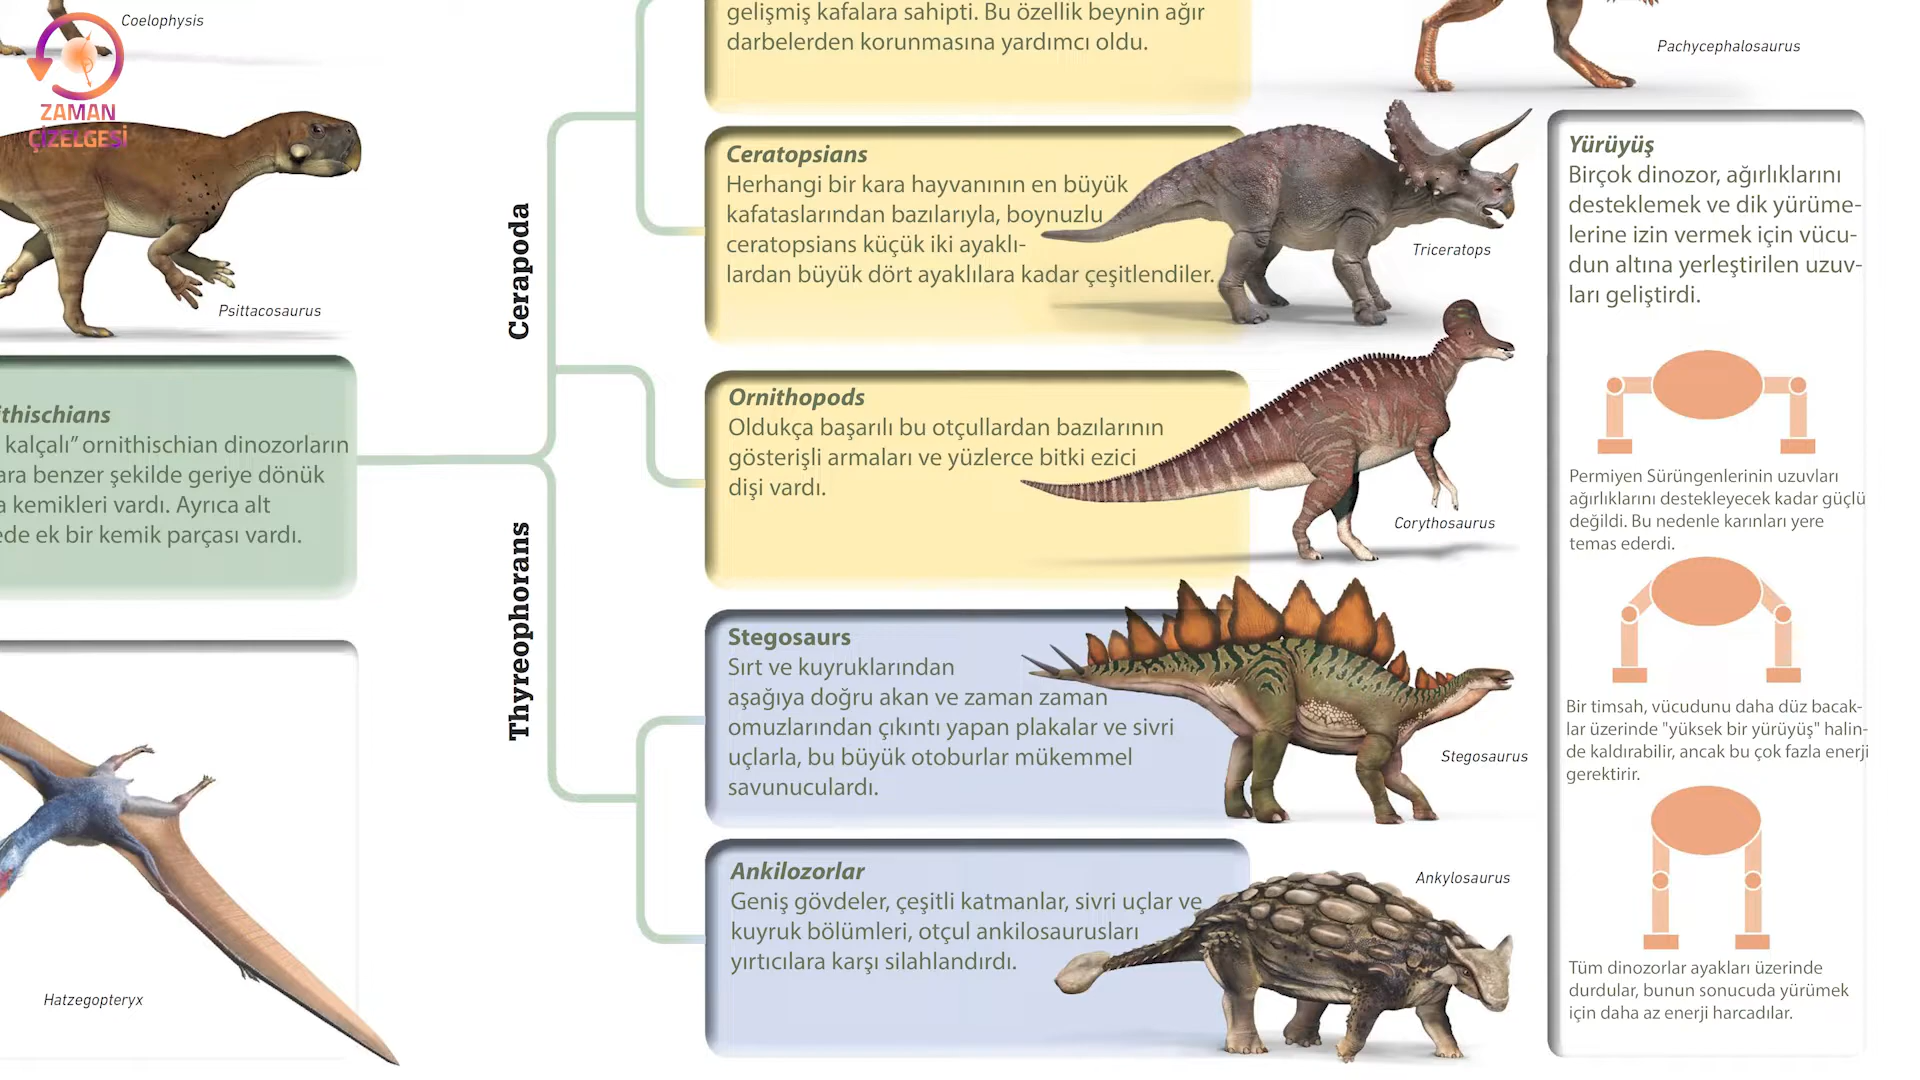 Coelophysis
ZAMAN
ÇİZELGESİ
Psittacosaurus
ithischians
kalçalı” ornithischian dinozorların
ara benzer şekilde geriye dönük
a kemikleri vardı. Ayrıca alt
ede ek bir kemik parçası vardı.
Hatzegopteryx
Cerapoda
Thyreophorans
gelişmiş kafalara sahipti. Bu özellik beynin ağır
darbelerden korunmasına yardımcı oldu.
Pachycephalosaurus
Ceratopsians
Herhangi bir kara hayvanının en büyük
kafataslarından bazılarıyla, boynuzlu
ceratopsians küçük iki ayaklı-
lardan büyük dört ayaklılara kadar çeşitlendiler.
Triceratops
Ornithopods
Oldukça başarılı bu otçullardan bazılarının
gösterişli armaları ve yüzlerce bitki ezici
dişi vardı.
Corythosaurus
Stegosaurs
Sırt ve kuyruklarından
aşağıya doğru akan ve zaman zaman
omuzlarından çıkıntı yapan plakalar ve sivri
uçlarla, bu büyük otoburlar mükemmel
savunuculardı.
Stegosaurus
Ankilozorlar
Geniş gövdeler, çeşitli katmanlar, sivri uçlar ve
kuyruk bölümleri, otçul ankilosaurusları
yırtıcılara karşı silahlandırdı.
Ankylosaurus
Yürüyüş
Birçok dinozor, ağırlıklarını
desteklemek ve dik yürüme-
lerine izin vermek için vücu-
dun altına yerleştirilen uzuv-
ları geliştirdi.
Permiyen Sürüngenlerinin uzuvları
ağırlıklarını destekleyecek kadar güçlü
değildi. Bu nedenle karınları yere
temas ederdi.
Bir timsah, vücudunu daha düz bacak-
lar üzerinde "yüksek bir yürüyüş" halin-
de kaldırabilir, ancak bu çok fazla enerji
gerektirir.
Tüm dinozorlar ayakları üzerinde
durdular, bunun sonucuda yürümek
için daha az enerji harcadılar.